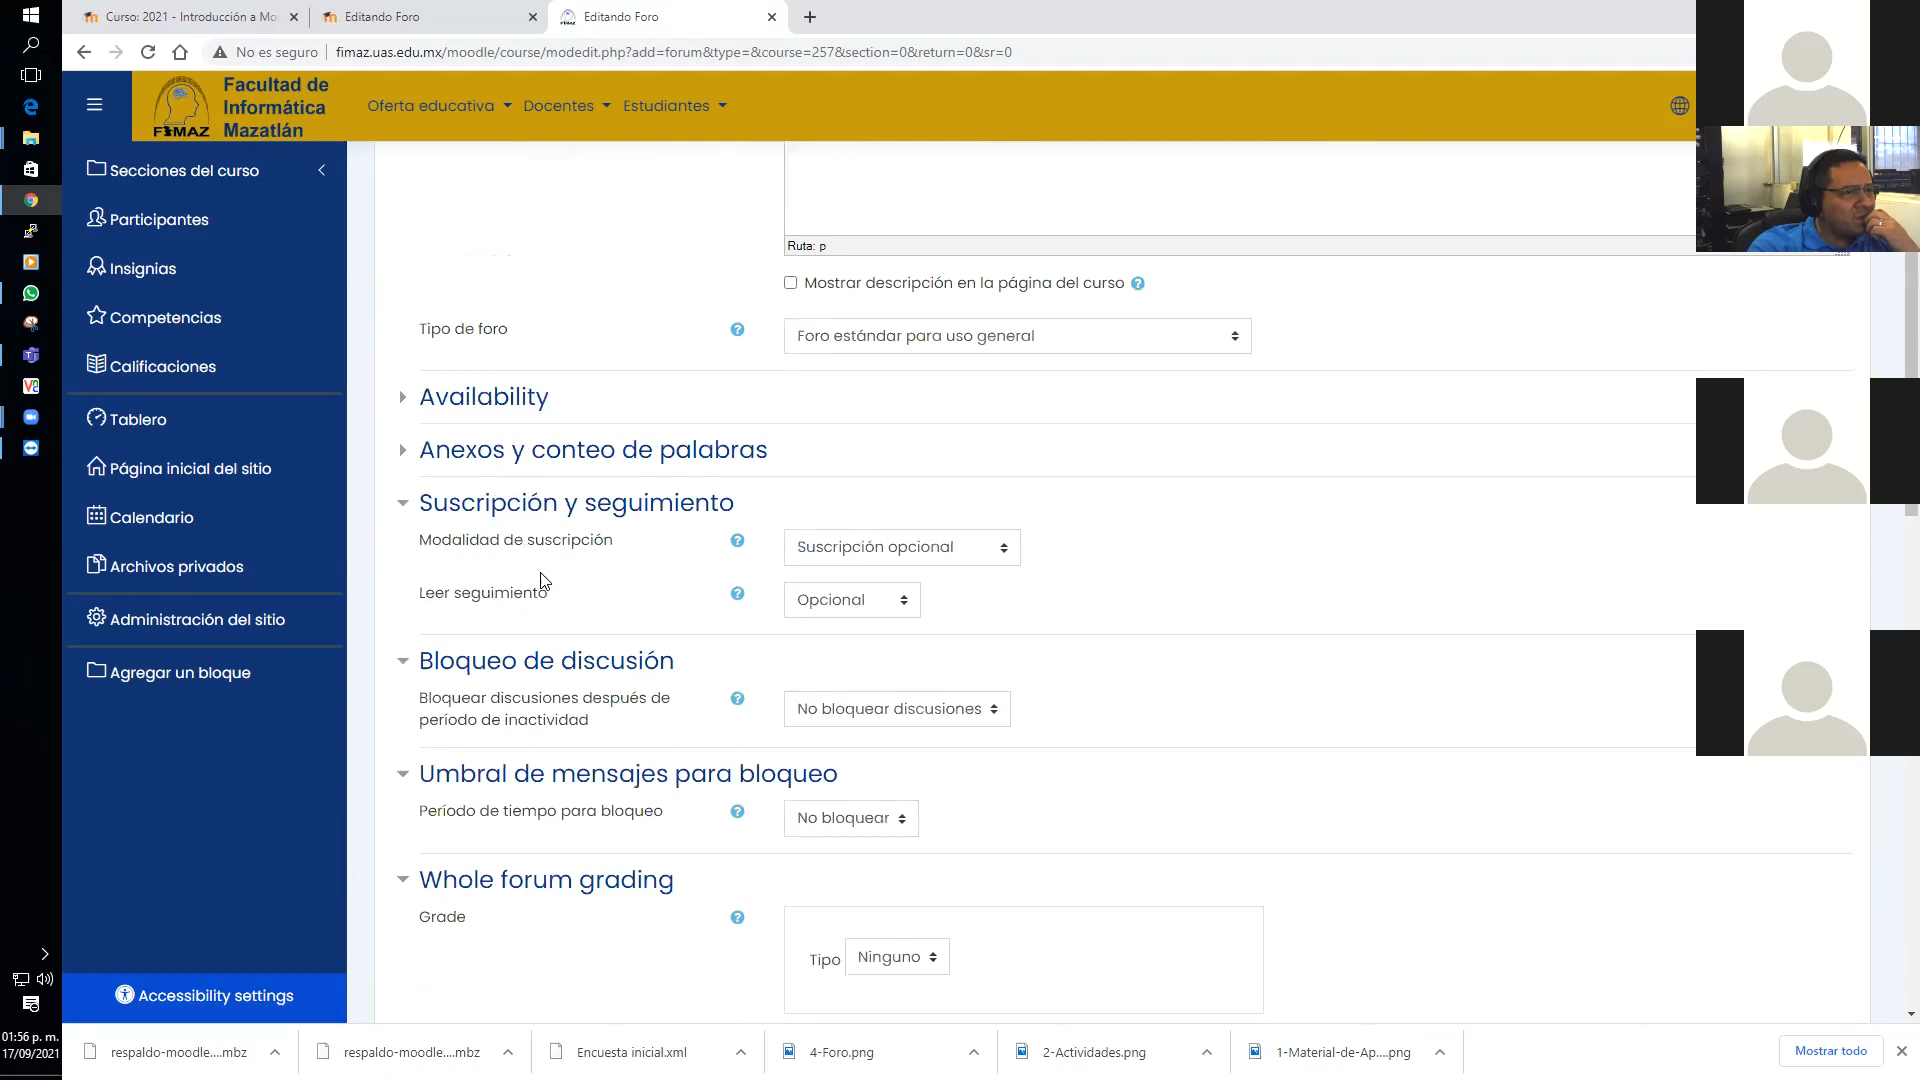 Curso: 2021 - Introducción a Mo
Editando Foro
Editando Foro
No es seguro
fimaz.uas.edu.mx/moodle/course/modedit.php?add=forum&type=&course=257&section=0&return=0&sr=0
Facultad de
Informática
Mazatlán
FIMAZ
Oferta educativa
Docentes
Estudiantes
Secciones del curso
Participantes
Insignias
Competencias
Calificaciones
Tablero
Página inicial del sitio
Calendario
Archivos privados
Administración del sitio
Agregar un bloque
Accessibility settings
Ruta: p
Mostrar descripción en la página del curso
Tipo de foro
Foro estándar para uso general
Availability
Anexos y conteo de palabras
Suscripción y seguimiento
Modalidad de suscripción
Suscripción opcional
Leer seguimiento
Opcional
Bloqueo de discusión
Bloquear discusiones después de
período de inactividad
No bloquear discusiones
Umbral de mensajes para bloqueo
Período de tiempo para bloqueo
No bloquear
Whole forum grading
Grade
Tipo
Ninguno
01:56 p. m.
17/09/2021
respaldo-moodle....mbz
respaldo-moodle....mbz
Encuesta inicial.xml
4-Foro.png
2-Actividades.png
1-Material-de-Ap....png
Mostrar todo